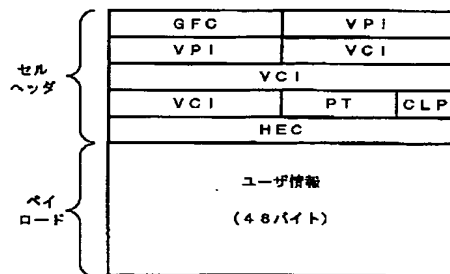 GFC VPI
VPI VCI
VCI
VCI PT CLP
HEC
セル
ヘッダ
ユーザ情報
(48バイト)
ペイ
ロード